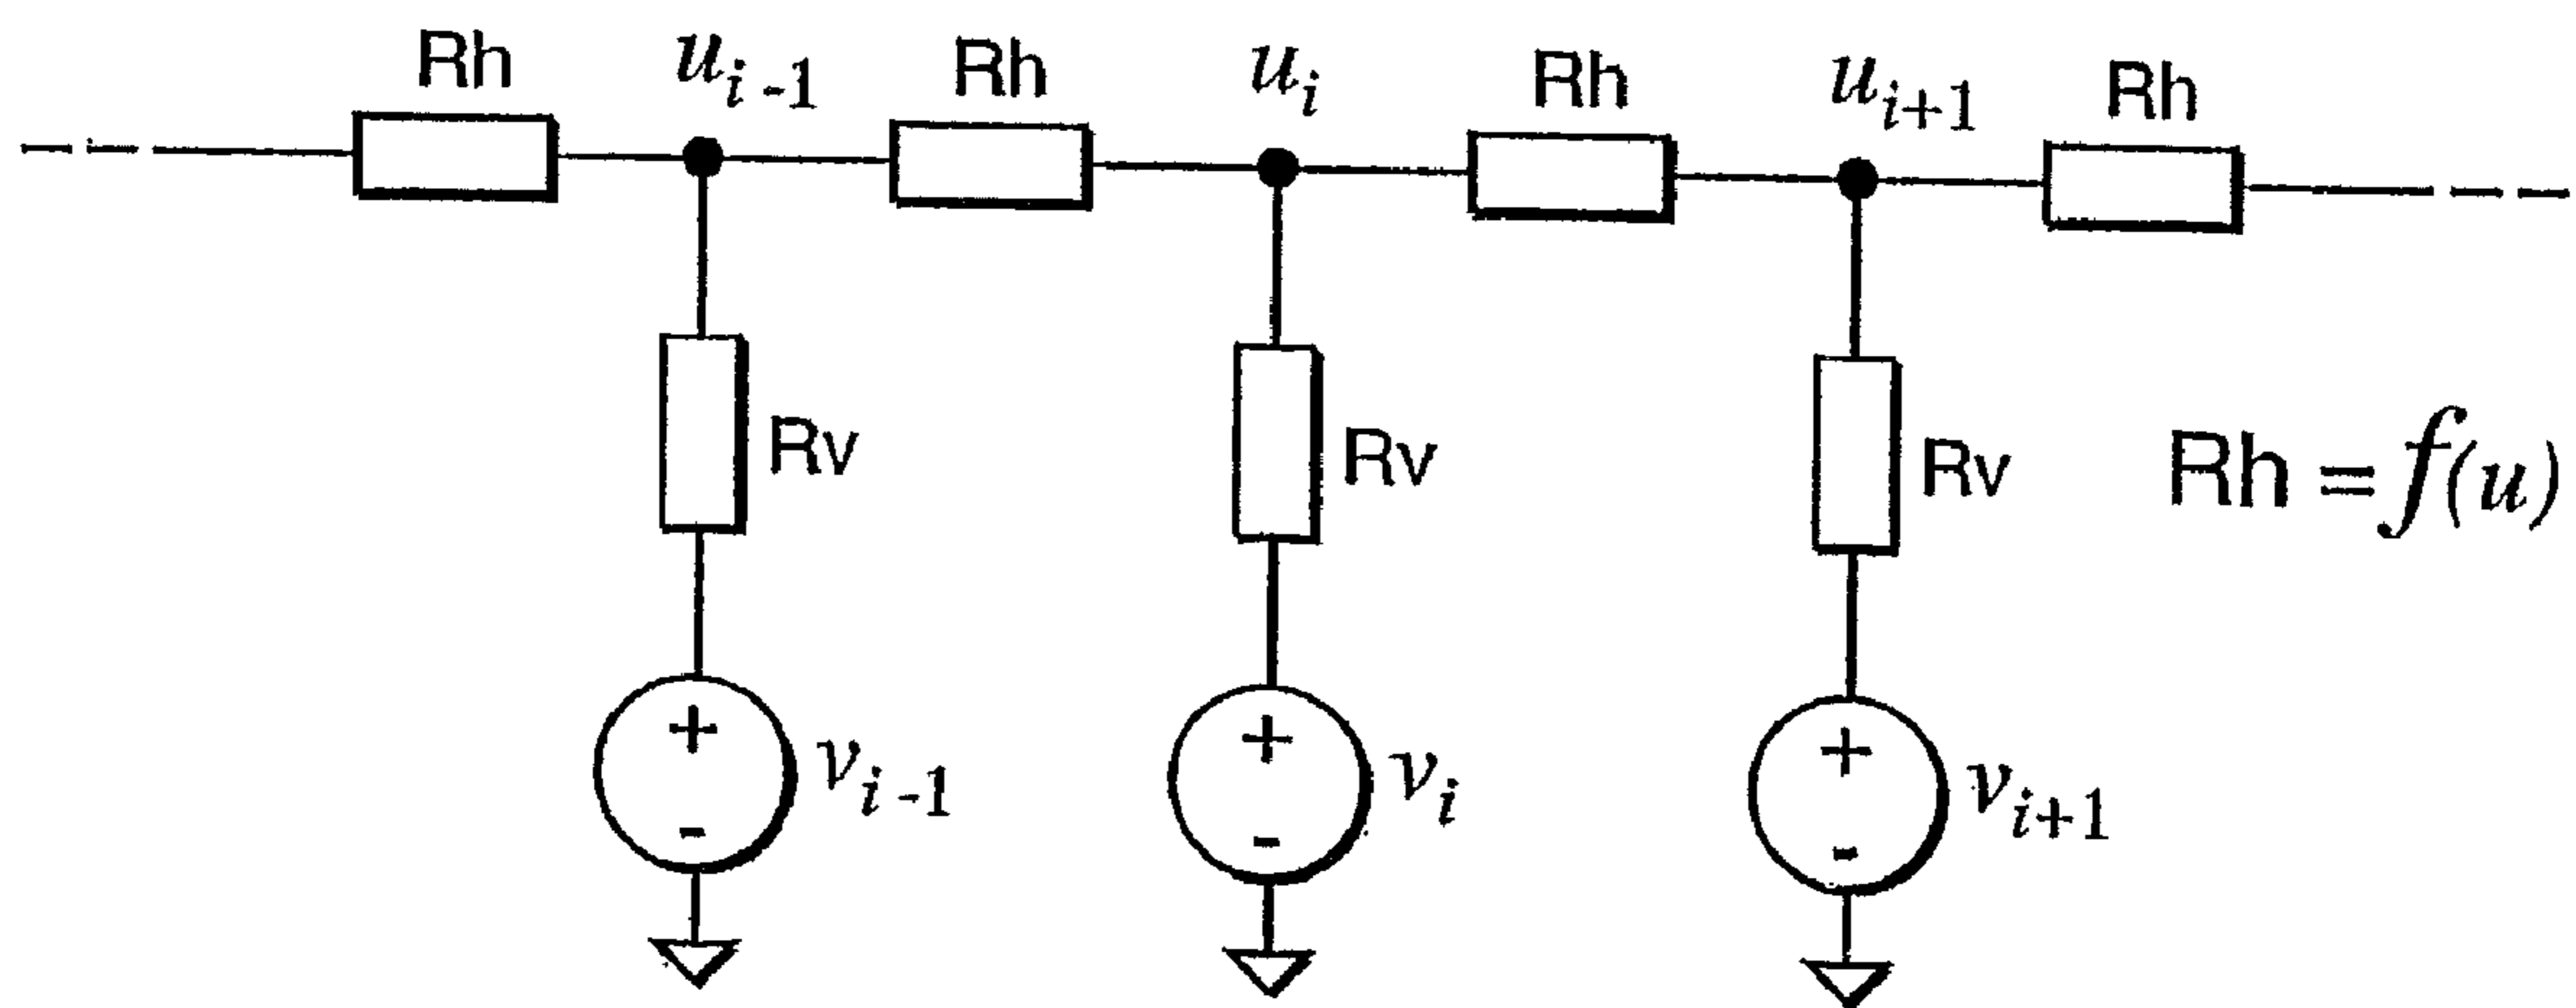 Rh u_{i-1} Rh u_i Rh u_{i+1} Rh
Rv Rv Rv Rh = f(u)
+ + +
v_{i-1} v_i v_{i+1}
- - -